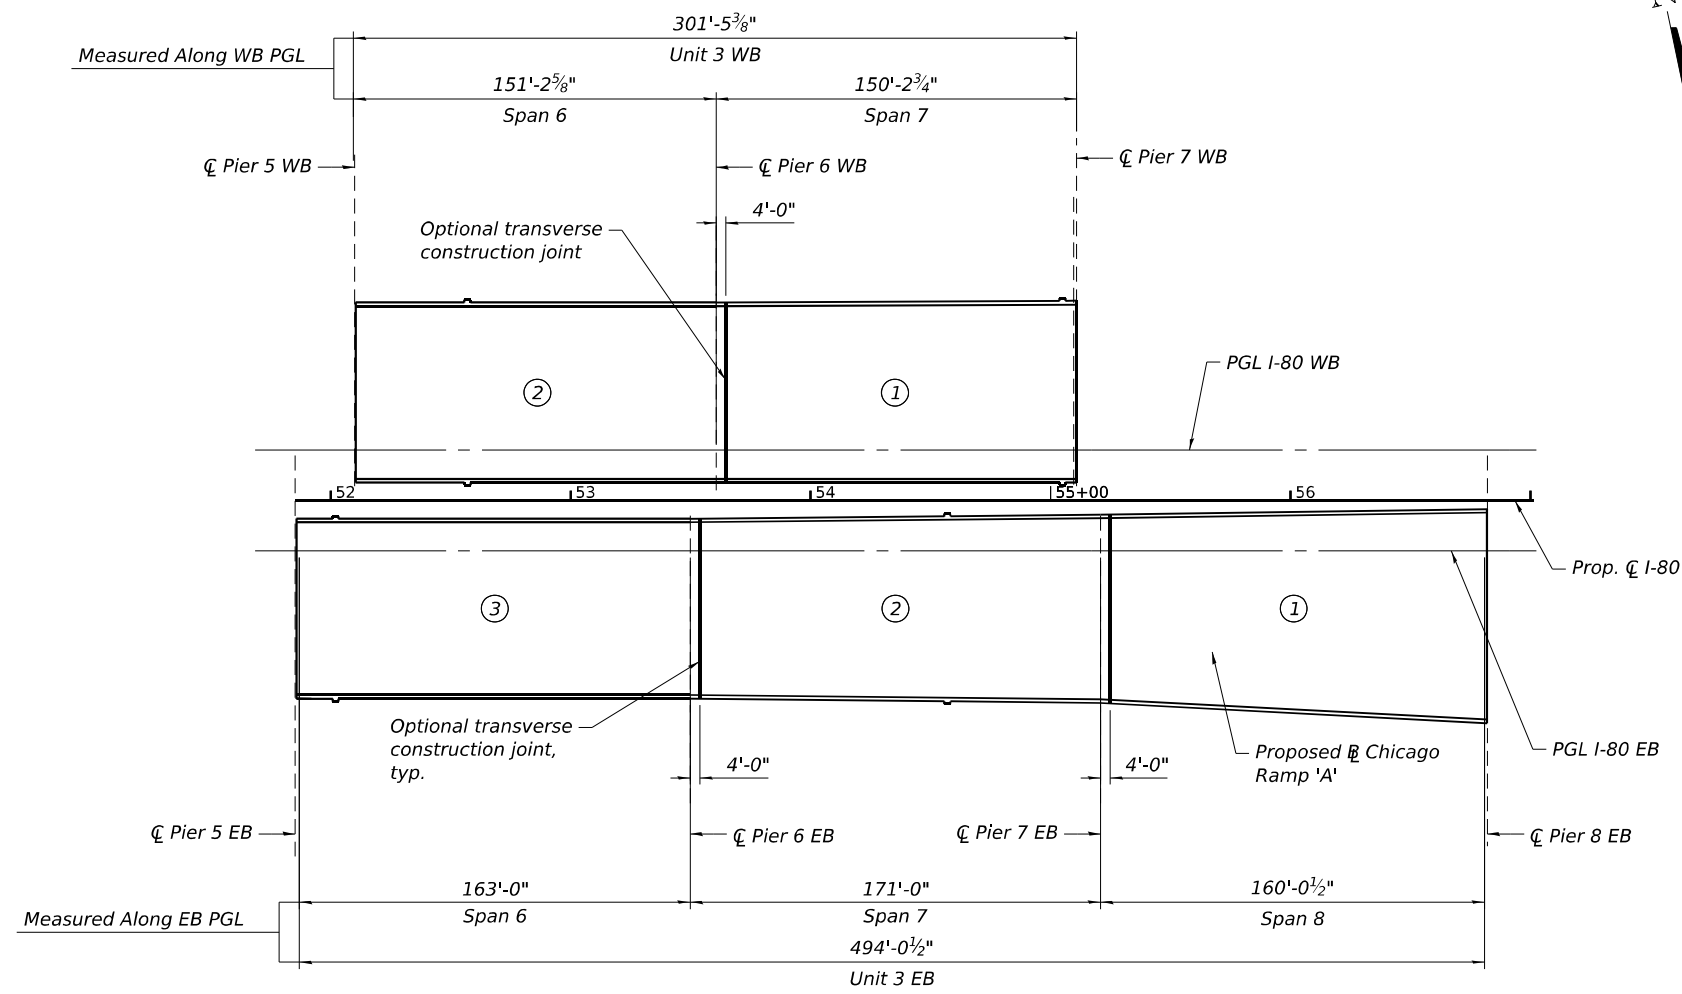 301'-5⅜"
Measured Along WB PGL
Unit 3 WB
151'-2⅝"
150'-2¾"
Span 6
Span 7
℄ Pier 5 WB
℄ Pier 6 WB
℄ Pier 7 WB
4'-0"
Optional transverse
construction joint
PGL I-80 WB
2
1
52
53
54
55+00
56
Prop. ℄ I-80
3
2
1
Optional transverse
construction joint,
typ.
4'-0"
4'-0"
Proposed B̲L Chicago
Ramp 'A'
PGL I-80 EB
℄ Pier 5 EB
℄ Pier 6 EB
℄ Pier 7 EB
℄ Pier 8 EB
163'-0"
171'-0"
160'-0½"
Span 6
Span 7
Span 8
Measured Along EB PGL
494'-0½"
Unit 3 EB